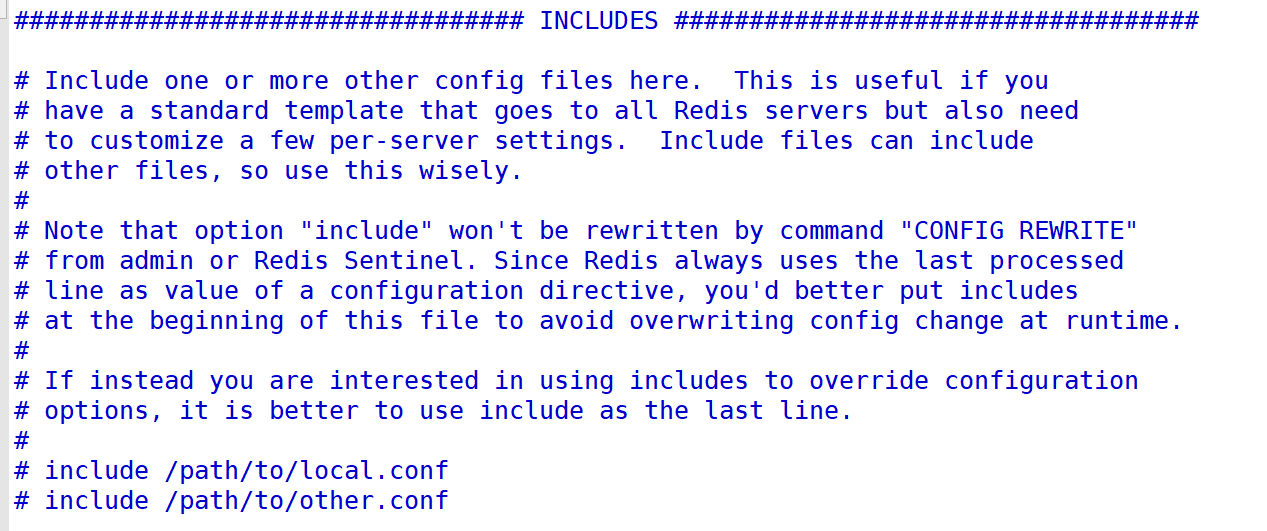 ################################## INCLUDES ###################################

# Include one or more other config files here.  This is useful if you
# have a standard template that goes to all Redis servers but also need
# to customize a few per-server settings.  Include files can include
# other files, so use this wisely.
#
# Note that option "include" won't be rewritten by command "CONFIG REWRITE"
# from admin or Redis Sentinel. Since Redis always uses the last processed
# line as value of a configuration directive, you'd better put includes
# at the beginning of this file to avoid overwriting config change at runtime.
#
# If instead you are interested in using includes to override configuration
# options, it is better to use include as the last line.
#
# include /path/to/local.conf
# include /path/to/other.conf